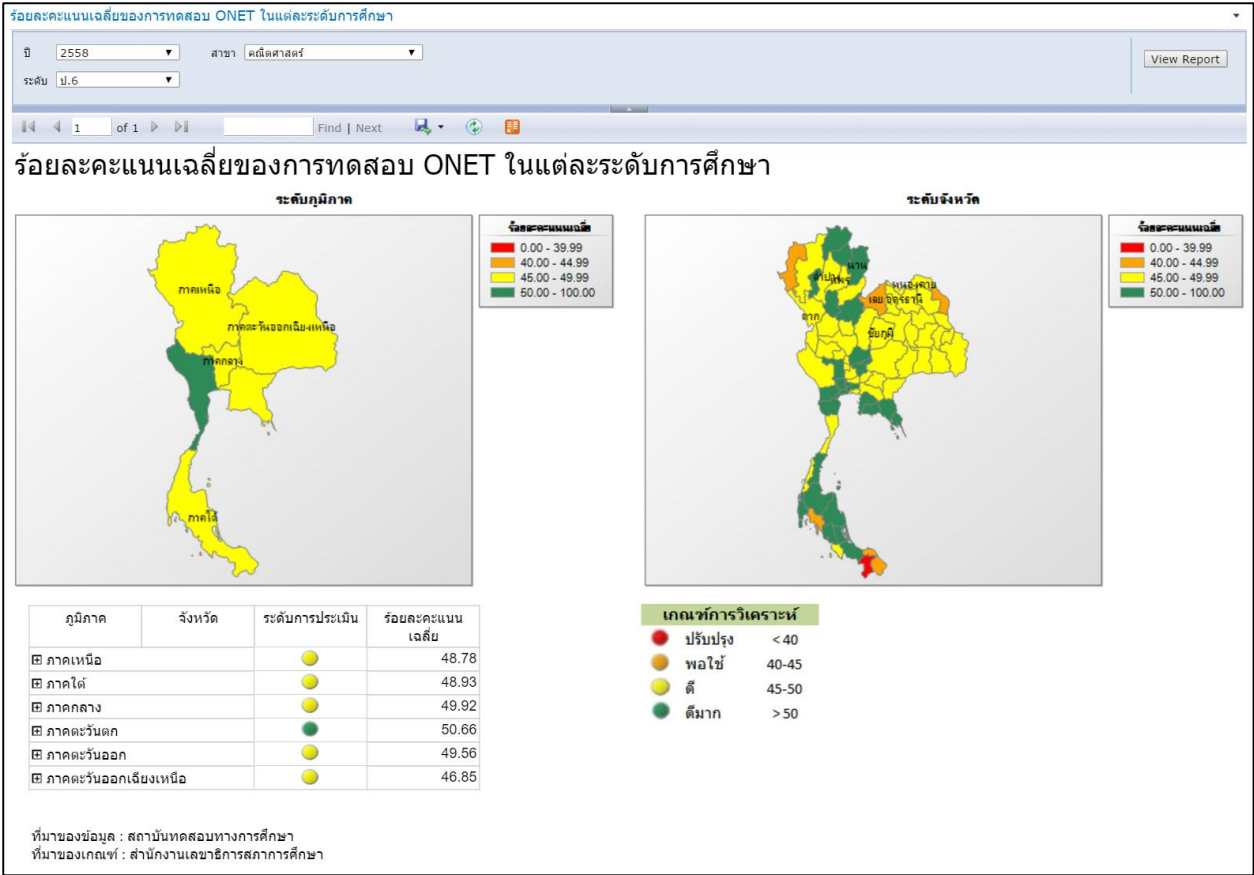 ร้อยละคะแนนเฉลี่ยของการทดสอบ ONET ในแต่ละระดับการศึกษา
ปี 2558 สาขา คณิตศาสตร์ View Report
ระดับ ป.6
1 of 1 Find | Next
ร้อยละคะแนนเฉลี่ยของการทดสอบ ONET ในแต่ละระดับการศึกษา
ระดับภูมิภาค
ร้อยละคะแนนเฉลี่ย
0.00 - 39.99
40.00 - 44.99
45.00 - 49.99
50.00 - 100.00
ภาคเหนือ
ภาคตะวันออกเฉียงเหนือ
ภาคกลาง
ภาคใต้
ระดับจังหวัด
ร้อยละคะแนนเฉลี่ย
0.00 - 39.99
40.00 - 44.99
45.00 - 49.99
50.00 - 100.00
น่าน
ลำปาง แพร่
หนองคาย
เลย อุดรธานี
ตาก
ชัยภูมิ
ภูมิภาค จังหวัด ระดับการประเมิน ร้อยละคะแนน
เฉลี่ย
ภาคเหนือ 48.78
ภาคใต้ 48.93
ภาคกลาง 49.92
ภาคตะวันตก 50.66
ภาคตะวันออก 49.56
ภาคตะวันออกเฉียงเหนือ 46.85
เกณฑ์การวิเคราะห์
ปรับปรุง <40
พอใช้ 40-45
ดี 45-50
ดีมาก >50
ที่มาของข้อมูล : สถาบันทดสอบทางการศึกษา
ที่มาของเกณฑ์ : สำนักงานเลขาธิการสภาการศึกษา